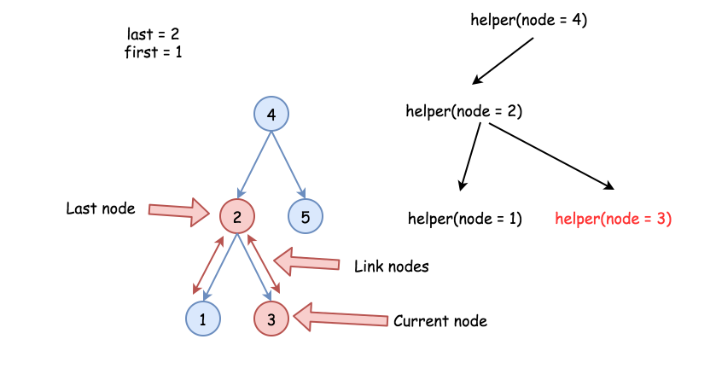 last = 2
first = 1
helper(node = 4)
helper(node = 2)
helper(node = 1)
helper(node = 3)
4
Last node
2
5
Link nodes
1
3
Current node